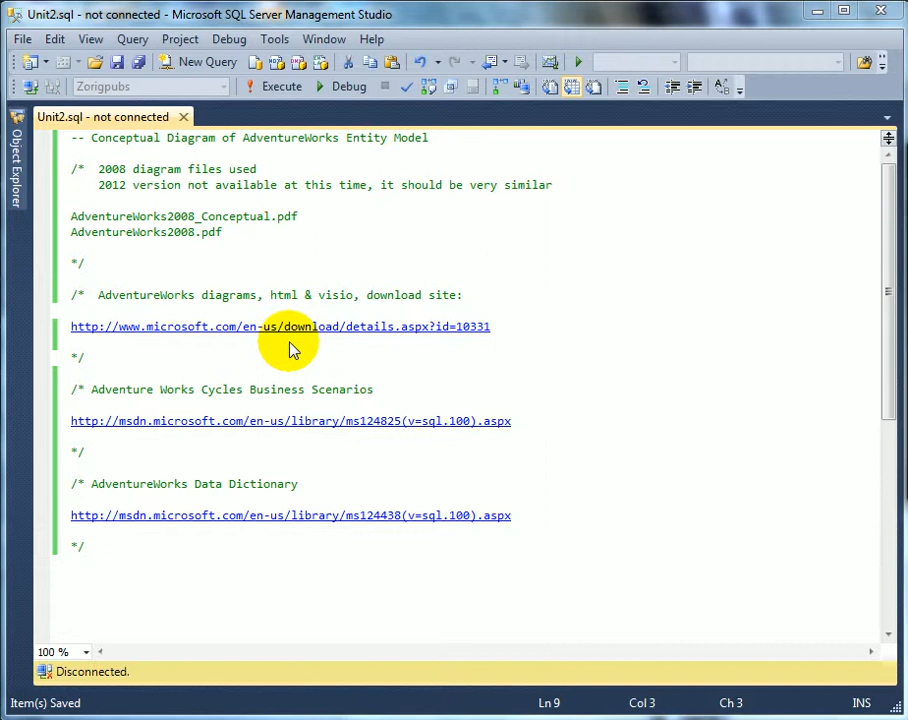 Unit2.sql - not connected - Microsoft SQL Server Management Studio
File Edit View Query Project Debug Tools Window Help
New Query
Zorigpubs Execute Debug
Unit2.sql - not connected
Object Explorer
-- Conceptual Diagram of AdventureWorks Entity Model
/*  2008 diagram files used
2012 version not available at this time, it should be very similar
AdventureWorks2008_Conceptual.pdf
AdventureWorks2008.pdf
*/
/*  AdventureWorks diagrams, html & visio, download site:
http://www.microsoft.com/en-us/download/details.aspx?id=10331
*/
/* Adventure Works Cycles Business Scenarios
http://msdn.microsoft.com/en-us/library/ms124825(v=sql.100).aspx
*/
/* AdventureWorks Data Dictionary
http://msdn.microsoft.com/en-us/library/ms124438(v=sql.100).aspx
*/
100 %
Disconnected.
Item(s) Saved Ln 9 Col 3 Ch 3 INS